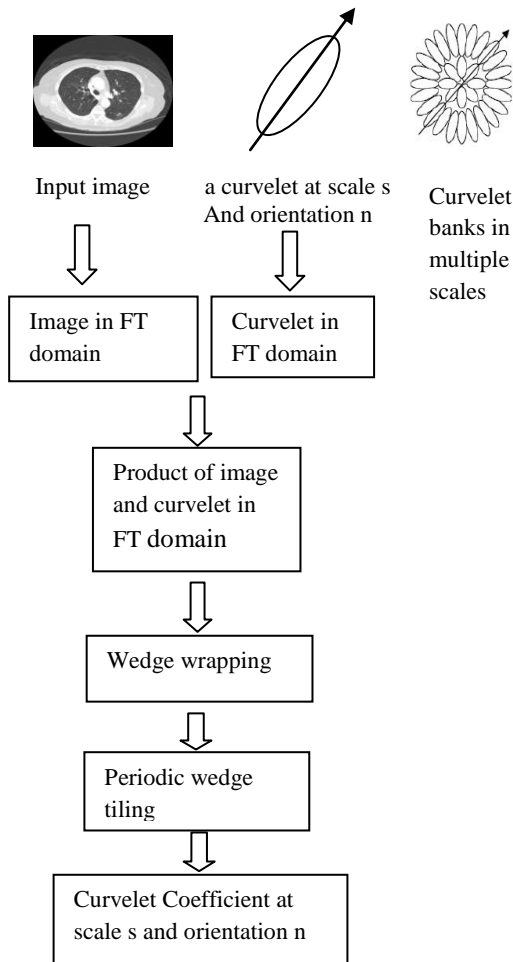 Input image
a curvelet at scale s
And orientation n
Curvelet
banks in
multiple
scales
Image in FT
domain
Curvelet in
FT domain
Product of image
and curvelet in
FT domain
Wedge wrapping
Periodic wedge
tiling
Curvelet Coefficient at
scale s and orientation n